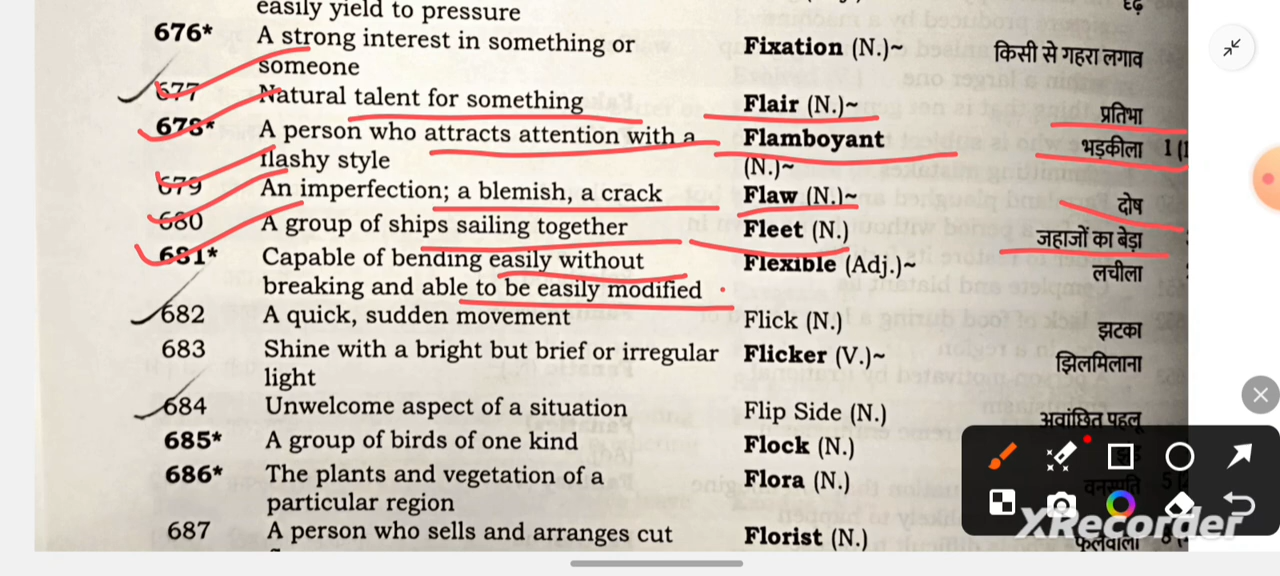 easily yield to pressure
676* A strong interest in something or Fixation (N.)~ किसी से गहरा लगाव
someone
677 Natural talent for something Flair (N.)~ प्रतिभा
678* A person who attracts attention with a Flamboyant भड़कीला 1
flashy style (N.)~
679 An imperfection; a blemish, a crack Flaw (N.)~ दोष
680 A group of ships sailing together Fleet (N.) जहाजों का बेड़ा
681* Capable of bending easily without Flexible (Adj.)~ लचीला
breaking and able to be easily modified
682 A quick, sudden movement Flick (N.) झटका
683 Shine with a bright but brief or irregular Flicker (V.)~ झिलमिलाना
light
684 Unwelcome aspect of a situation Flip Side (N.) अवांछित पहलू
685* A group of birds of one kind Flock (N.)
686* The plants and vegetation of a Flora (N.)
particular region
687 A person who sells and arranges cut Florist (N.) फूलवाला
XRecorder